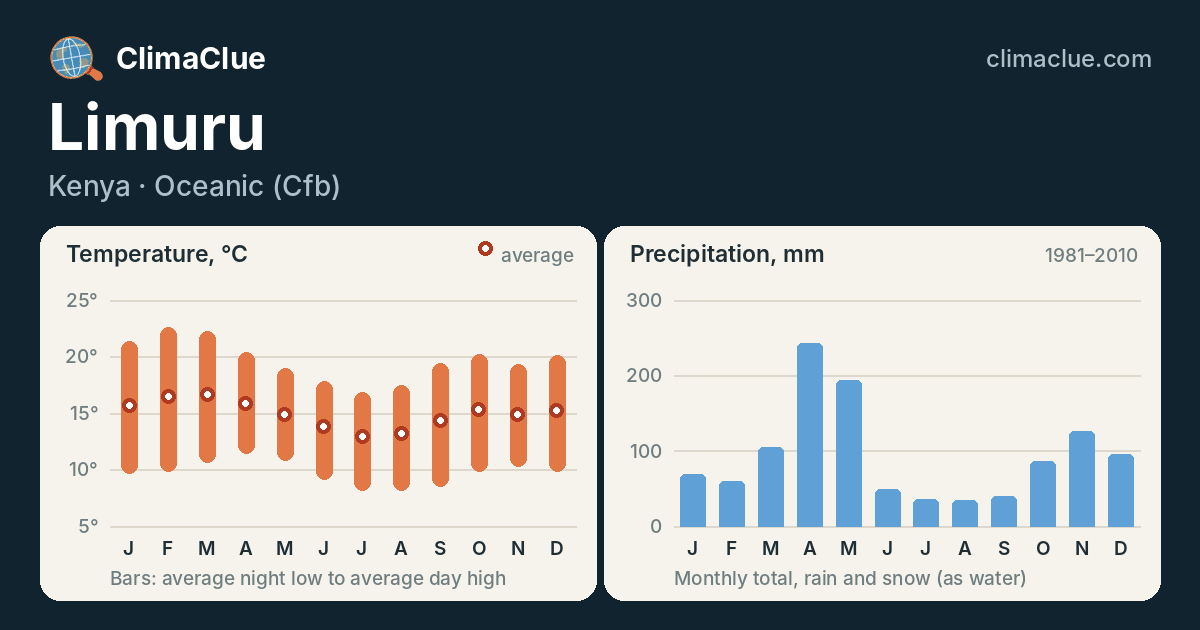 ClimaClue
climaclue.com
Limuru
Kenya · Oceanic (Cfb)
Temperature, °C
average
25°
20°
15°
10°
5°
J F M A M J J A S O N D
Bars: average night low to average day high
Precipitation, mm
1981–2010
300
200
100
0
J F M A M J J A S O N D
Monthly total, rain and snow (as water)